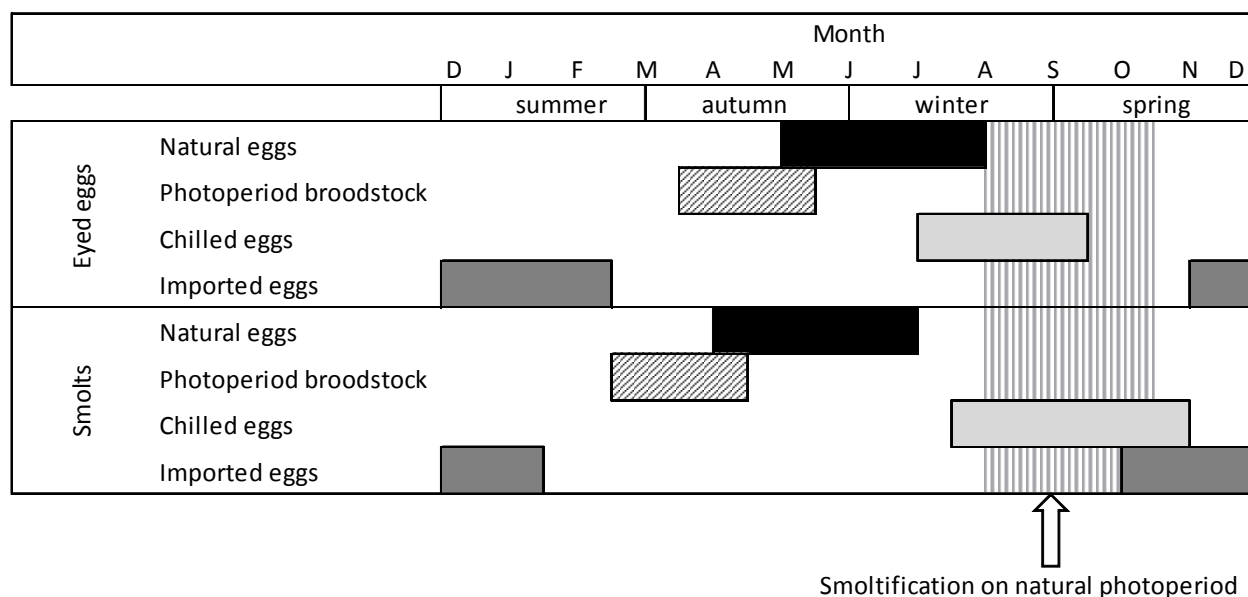 Month
D J F M A M J J A S O N D
summer autumn winter spring
Eyed eggs
Natural eggs
Photoperiod broodstock
Chilled eggs
Imported eggs
Smolts
Natural eggs
Photoperiod broodstock
Chilled eggs
Imported eggs
Smoltification on natural photoperiod